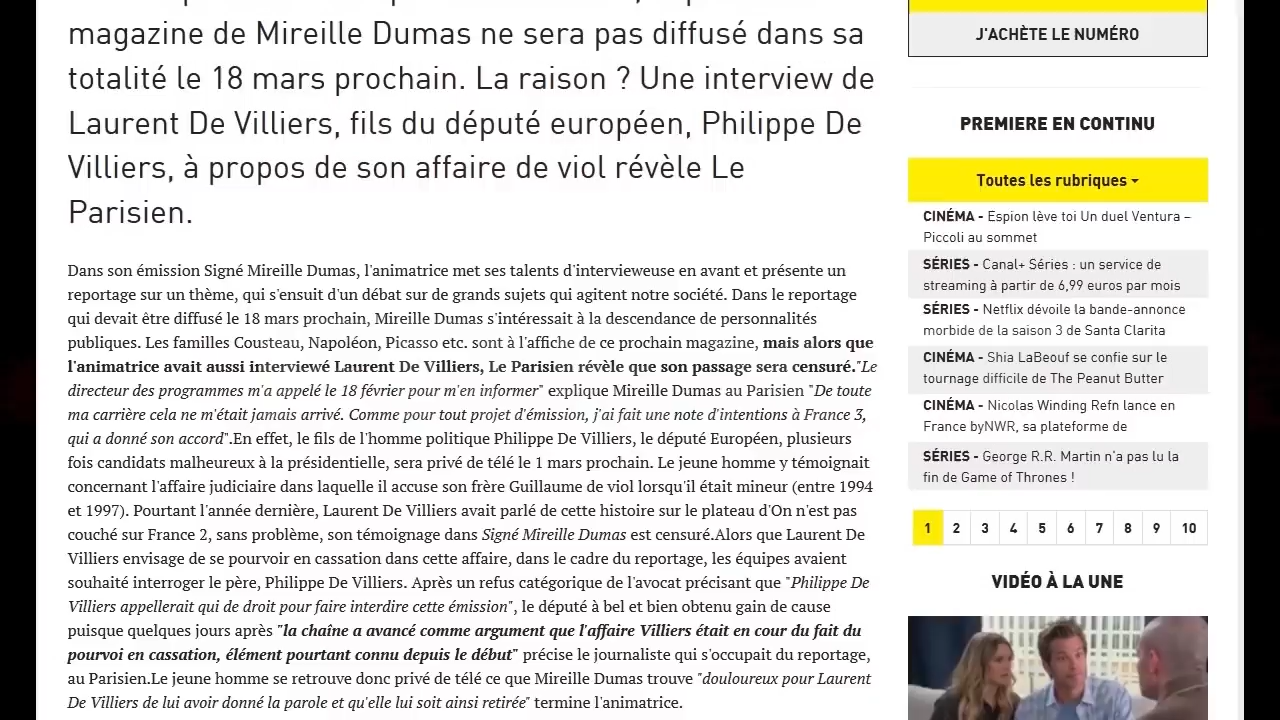 magazine de Mireille Dumas ne sera pas diffusé dans sa
totalité le 18 mars prochain. La raison ? Une interview de
Laurent De Villiers, fils du député européen, Philippe De
Villiers, à propos de son affaire de viol révèle Le
Parisien.
Dans son émission Signé Mireille Dumas, l'animatrice met ses talents d'intervieweuse en avant et présente un
reportage sur un thème, qui s'ensuit d'un débat sur de grands sujets qui agitent notre société. Dans le reportage
qui devait être diffusé le 18 mars prochain, Mireille Dumas s'intéressait à la descendance de personnalités
publiques. Les familles Cousteau, Napoléon, Picasso etc. sont à l'affiche de ce prochain magazine, mais alors que
l'animatrice avait aussi interviewé Laurent De Villiers, Le Parisien révèle que son passage sera censuré."Le
directeur des programmes m'a appelé le 18 février pour m'en informer" explique Mireille Dumas au Parisien "De toute
ma carrière cela ne m'était jamais arrivé. Comme pour tout projet d'émission, j'ai fait une note d'intentions à France 3,
qui a donné son accord".En effet, le fils de l'homme politique Philippe De Villiers, le député Européen, plusieurs
fois candidats malheureux à la présidentielle, sera privé de télé le 1 mars prochain. Le jeune homme y témoignait
concernant l'affaire judiciaire dans laquelle il accuse son frère Guillaume de viol lorsqu'il était mineur (entre 1994
et 1997). Pourtant l'année dernière, Laurent De Villiers avait parlé de cette histoire sur le plateau d'On n'est pas
couché sur France 2, sans problème, son témoignage dans Signé Mireille Dumas est censuré.Alors que Laurent De
Villiers envisage de se pourvoir en cassation dans cette affaire, dans le cadre du reportage, les équipes avaient
souhaité interroger le père, Philippe De Villiers. Après un refus catégorique de l'avocat précisant que "Philippe De
Villiers appellerait qui de droit pour faire interdire cette émission", le député à bel et bien obtenu gain de cause
puisque quelques jours après "la chaîne a avancé comme argument que l'affaire Villiers était en cour du fait du
pourvoi en cassation, élément pourtant connu depuis le début" précise le journaliste qui s'occupait du reportage,
au Parisien.Le jeune homme se retrouve donc privé de télé ce que Mireille Dumas trouve "douloureux pour Laurent
De Villiers de lui avoir donné la parole et qu'elle lui soit ainsi retirée" termine l'animatrice.
J'ACHÈTE LE NUMÉRO
PREMIERE EN CONTINU
Toutes les rubriques
CINÉMA - Espion lève toi Un duel Ventura –
Piccoli au sommet
SÉRIES - Canal+ Séries : un service de
streaming à partir de 6,99 euros par mois
SÉRIES - Netflix dévoile la bande-annonce
morbide de la saison 3 de Santa Clarita
CINÉMA - Shia LaBeouf se confie sur le
tournage difficile de The Peanut Butter
CINÉMA - Nicolas Winding Refn lance en
France byNWR, sa plateforme de
SÉRIES - George R.R. Martin n'a pas lu la
fin de Game of Thrones !
1 2 3 4 5 6 7 8 9 10
VIDÉO À LA UNE